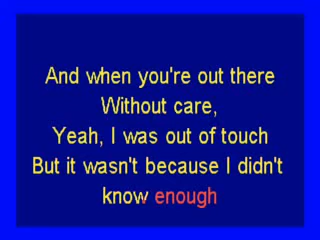 And when you're out there
Without care,
Yeah, I was out of touch
But it wasn't because I didn't
know enough